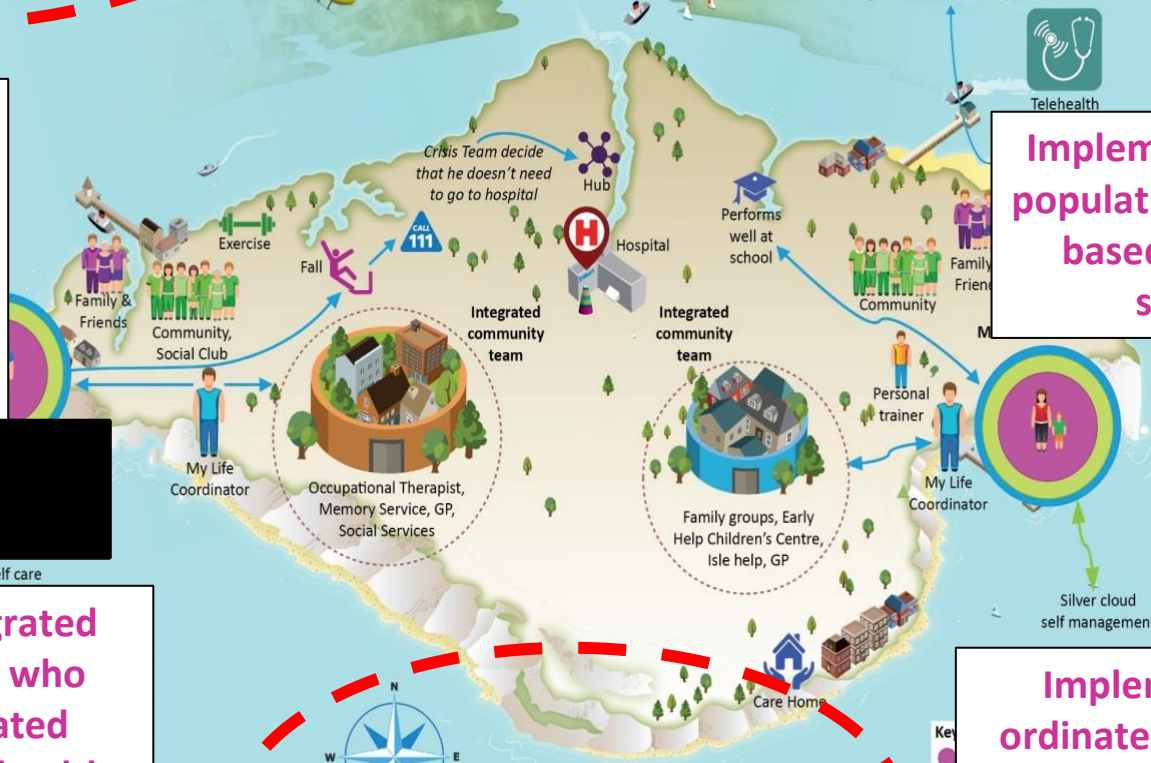 Telehealth
Implem
populat
based
s
Crisis Team decide
that he doesn't need
to go to hospital
Hub
CALL
111
Exercise
Fall
H
Hospital
Performs
well at
school
Family &
Friends
Community,
Social Club
Integrated
community
team
Integrated
community
team
Community
Family
Frien
M
Personal
trainer
My Life
Coordinator
Occupational Therapist,
Memory Service, GP,
Social Services
Family groups, Early
Help Children's Centre,
Isle help, GP
My Life
Coordinator
elf care
grated
who
ated
Silver cloud
self managemen
Care Home
N
W
E
Key
Implem
ordinate